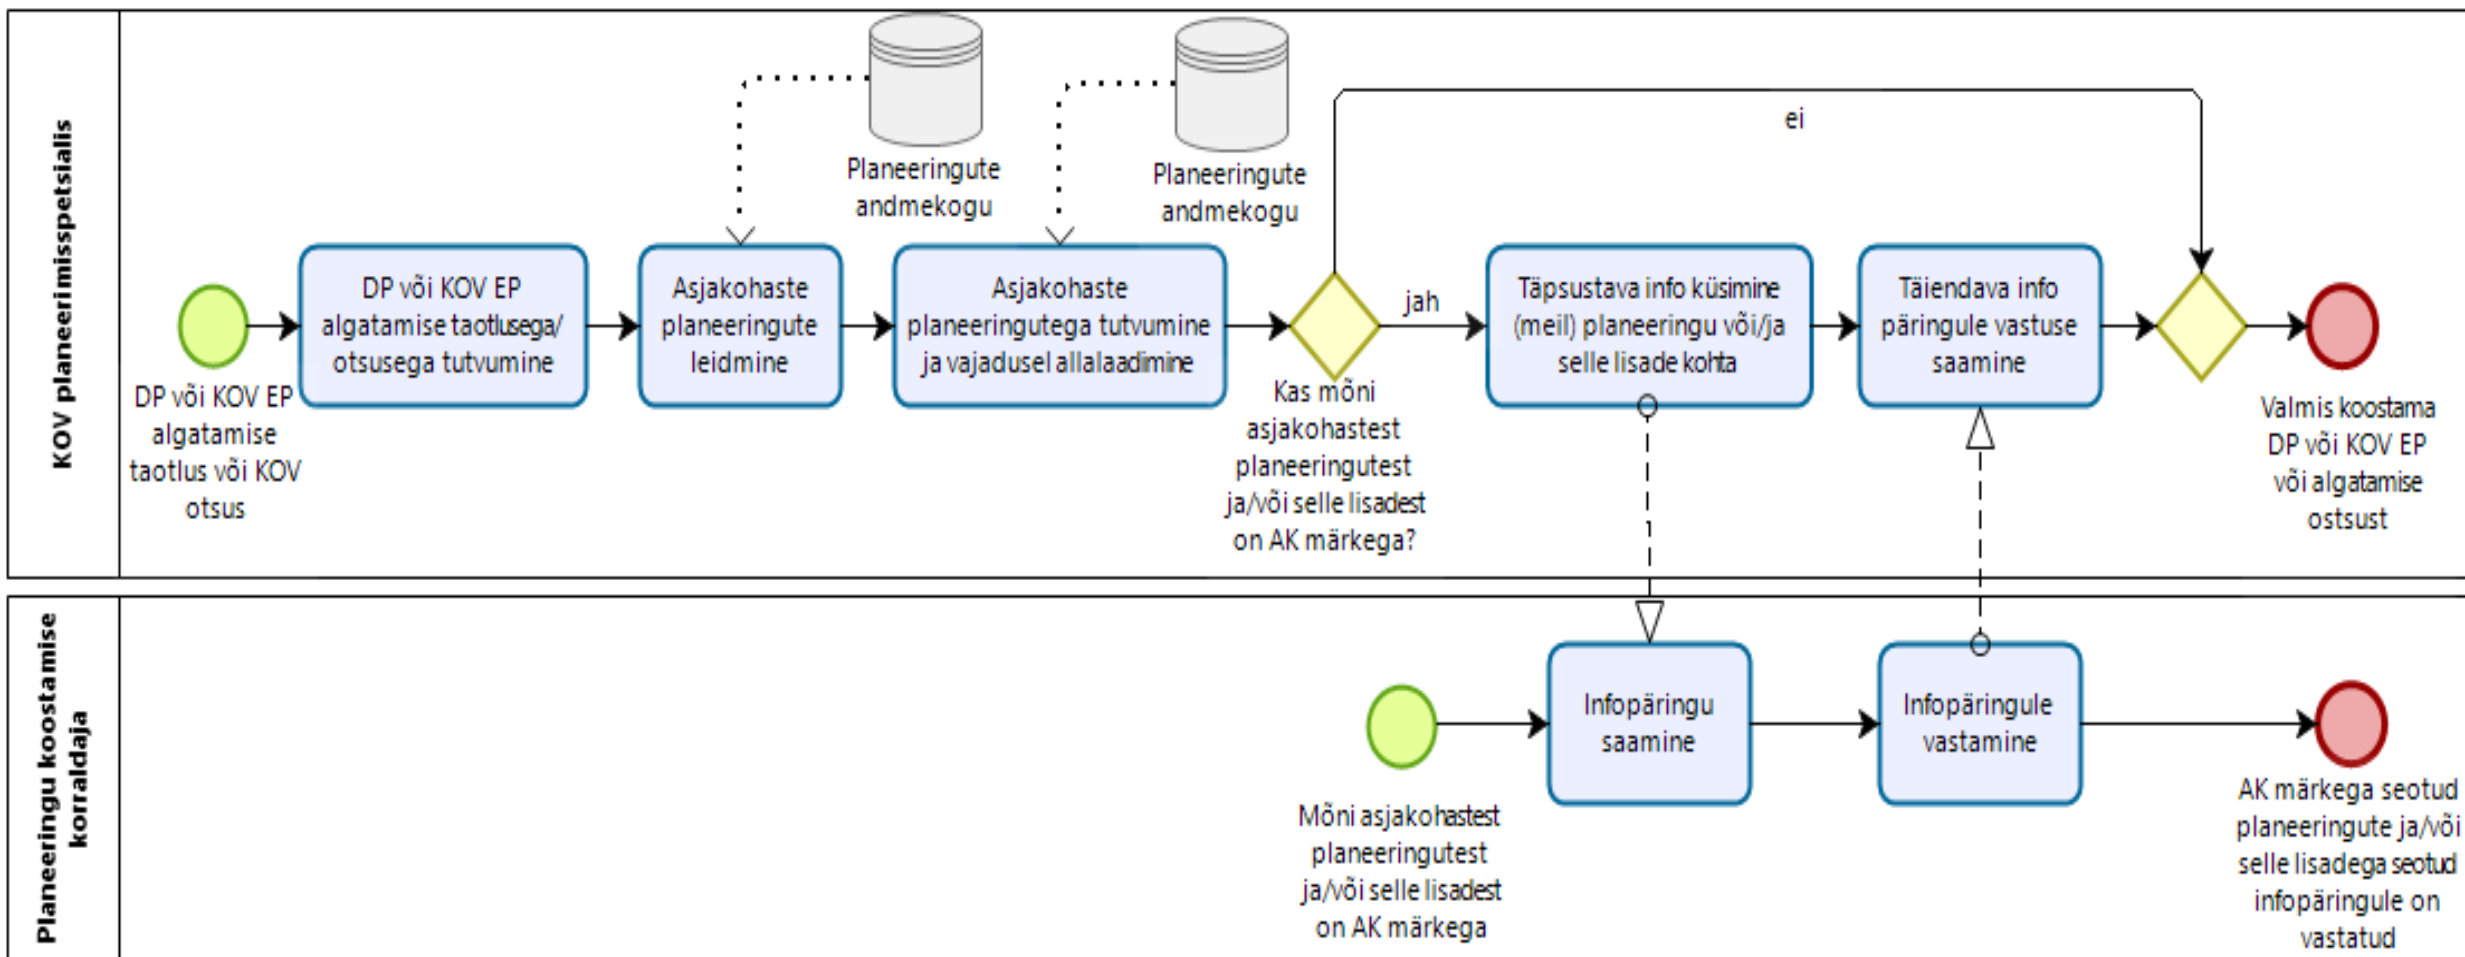 KOV planeerimisspetsialis
Planeeringute
andmekogu
Planeeringute
andmekogu
ei
DP või KOV EP
algatamise taotlusega/
otsusega tutvumine
Asjakohaste
planeeringute
leidmine
Asjakohaste
planeeringutega tutvumine
ja vajadusel allalaadimine
jah
Täpsustava info küsimine
(meil) planeeringu või/ja
selle lisade kohta
Täiendava info
päringule vastuse
saamine
DP või KOV EP
algatamise
taotlus või KOV
otsus
Kas mõni
asjakohastest
planeeringutest
ja/või selle lisadest
on AK märkega?
Valmis koostama
DP või KOV EP
või algatamise
ostsust
Planeeringu koostamise
korraldaja
Infopäringu
saamine
Infopäringule
vastamine
Mõni asjakohastest
planeeringutest
ja/või selle lisadest
on AK märkega
AK märkega seotud
planeeringute ja/või
selle lisadega seotud
infopäringule on
vastatud